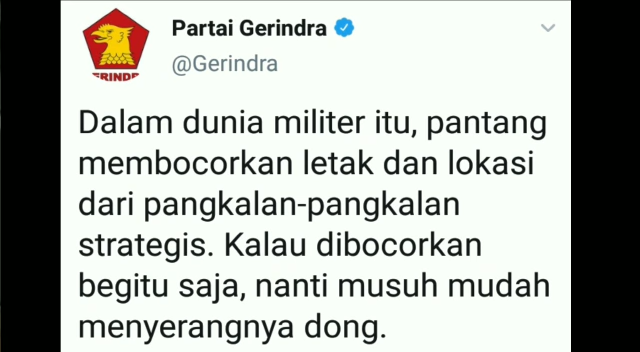 Partai Gerindra
@Gerindra
Dalam dunia militer itu, pantang
membocorkan letak dan lokasi
dari pangkalan-pangkalan
strategis. Kalau dibocorkan
begitu saja, nanti musuh mudah
menyerangnya dong.